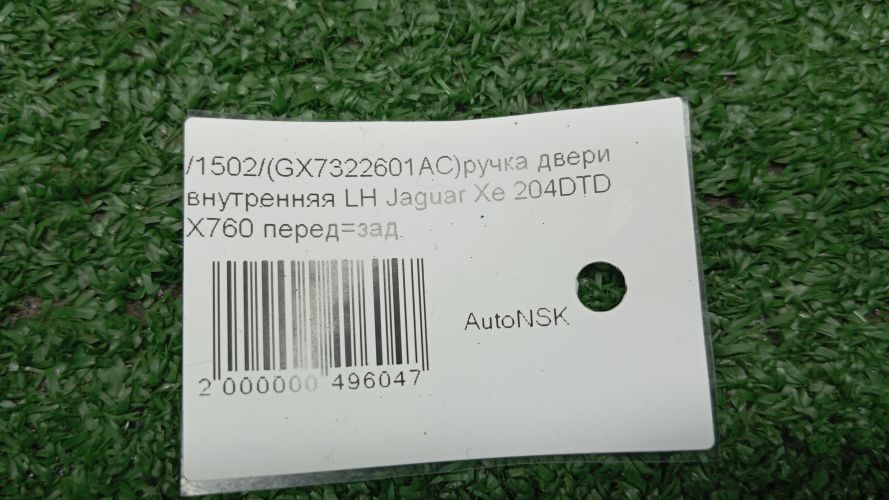 /1502/(GX7322601AC)ручка двери
внутренняя LH Jaguar Xe 204DTD
X760 перед=зад
AutoNSK
2 000000 496047